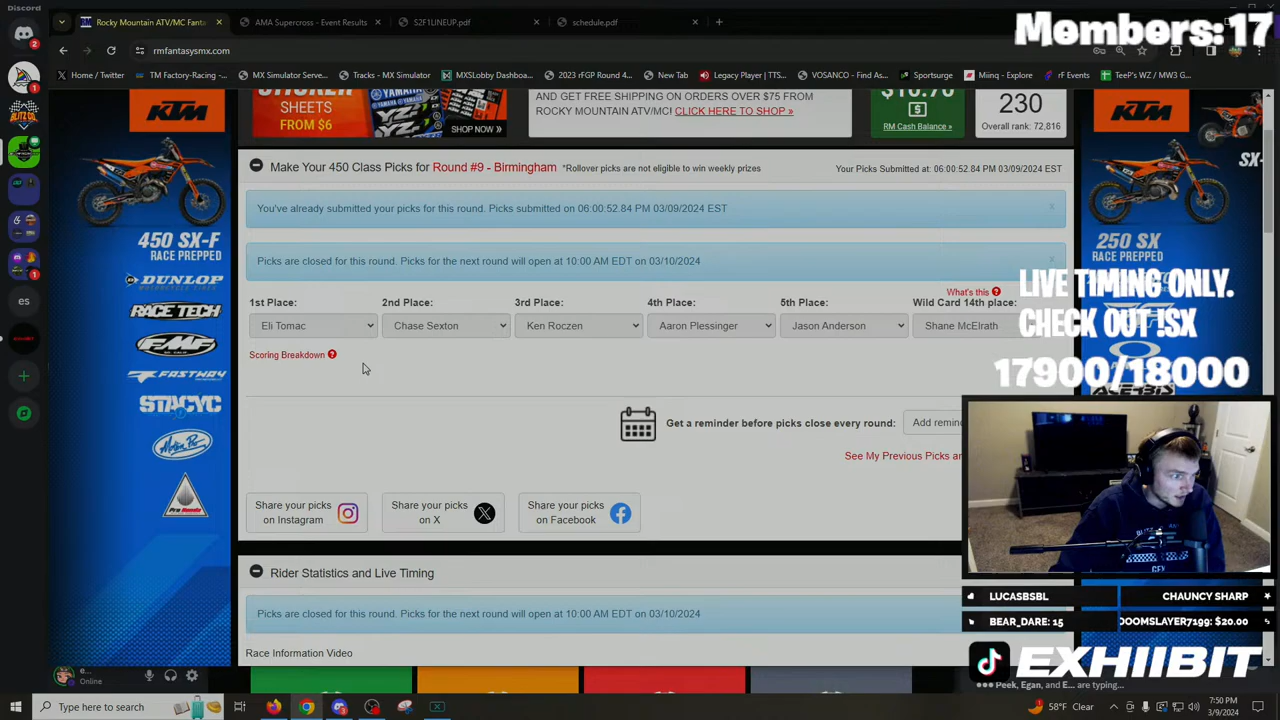 Discord
Rocky Mountain ATV/MC Fanta
AMA Supercross - Event Results
S2F1LINEUP.pdf
schedule.pdf
Members:17
rmfantasysmx.com
Home / Twitter
TM Factory-Racing -...
MX Simulator Serve...
Tracks - MX Simulator
MXSLobby Dashboa...
2023 rFGP Round 4...
New Tab
Legacy Player | TTS...
VOSANCO - Find As...
Sportsurge
Miinq - Explore
rF Events
TeeP's WZ / MW3 G...
KTM
SHEETS
FROM $6
SHOP NOW »
AND GET FREE SHIPPING ON ORDERS OVER $75 FROM
ROCKY MOUNTAIN ATV/MC! CLICK HERE TO SHOP »
RM Cash Balance »
230
Overall rank: 72,816
KTM
SX-
Make Your 450 Class Picks for Round #9 - Birmingham *Rollover picks are not eligible to win weekly prizes
Your Picks Submitted at: 06:00:52.84 PM 03/09/2024 EST
You've already submitted your picks for this round. Picks submitted on 06:00:52.84 PM 03/09/2024 EST
x
Picks are closed for this round. Picks for the next round will open at 10:00 AM EDT on 03/10/2024
x
450 SX-F
RACE PREPPED
250 SX
RACE PREPPED
What's this
1st Place:
2nd Place:
3rd Place:
4th Place:
5th Place:
Wild Card 14th place:
Eli Tomac
Chase Sexton
Ken Roczen
Aaron Plessinger
Jason Anderson
Shane McElrath
Scoring Breakdown
LIVE TIMING ONLY.
CHECK OUT !SX
17900/18000
DUNLOP
MOTORCYCLE TIRES
RACE TECH
FMF
FASTWAY
STACYC
Motion Pro
Pro Honda
es
Get a reminder before picks close every round:
Add remin
See My Previous Picks an
Share your picks
on Instagram
Share your picks
on X
Share your picks
on Facebook
Rider Statistics and Live Timing
Picks are closed for this round. Picks for the next round will open at 10:00 AM EDT on 03/10/2024
Race Information Video
LUCASBSBL
CHAUNCY SHARP
BEAR_DARE: 15
DOOMSLAYER7199: $20.00
EXHIIBIT
e...
Online
Peek, Egan, and E... are typing...
Type here to search
58°F Clear
7:50 PM
3/9/2024